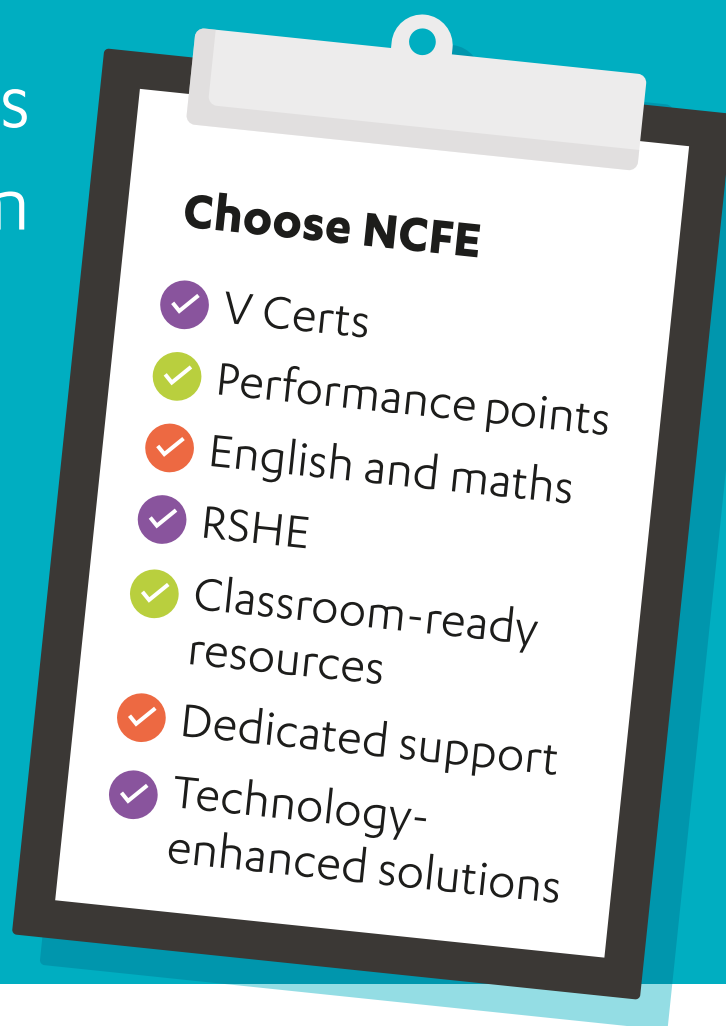 Choose NCFE
V Certs
Performance points
English and maths
RSHE
Classroom-ready
resources
Dedicated support
Technology-
enhanced solutions